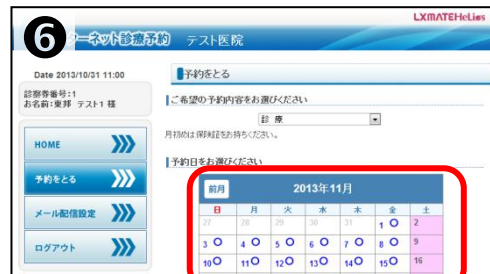 LXMATEHeLios
❻ ーネット診療予約 テスト医院
Date 2013/10/31 11:00
診察券番号:1
お名前:東邦 テスト1 様
HOME
予約をとる
メール配信設定
ログアウト
予約をとる
ご希望の予約内容をお選びください
診 療
月初めは保険証をお持ちください。
予約日をお選びください
前月 2013年11月
日 月 火 水 木 金 土
27 28 29 30 31 1 O 2
3 O 4 O 5 O 6 O 7 O 8 O 9
10 O 11 O 12 O 13 O 14 O 15 O 16